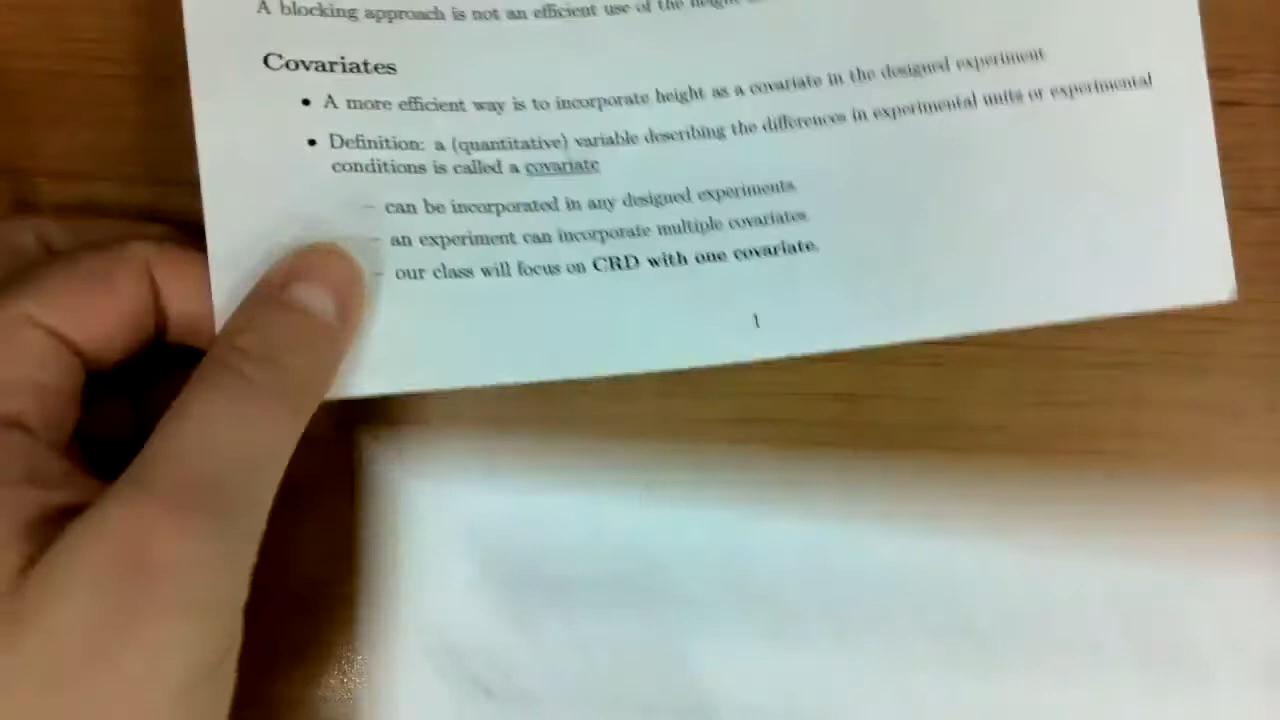 A blocking approach is not an efficient use of the height
Covariates
• A more efficient way is to incorporate height as a covariate in the designed experiment
• Definition: a (quantitative) variable describing the differences in experimental units or experimental
conditions is called a covariate
– can be incorporated in any designed experiments.
– an experiment can incorporate multiple covariates.
– our class will focus on CRD with one covariate.
1